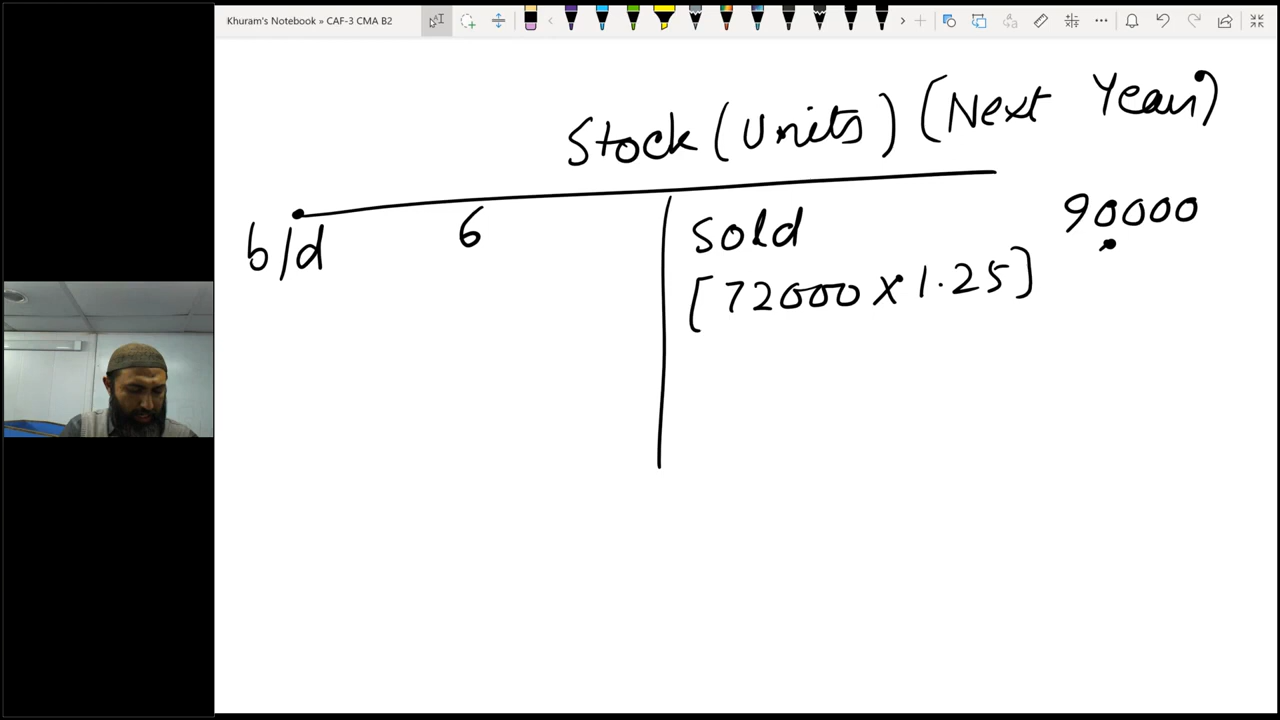 Khuram's Notebook » CAF-3 CMA B2
Stock (Units) (Next Year)
b/d 6 Sold 90000
[72000 x 1.25]